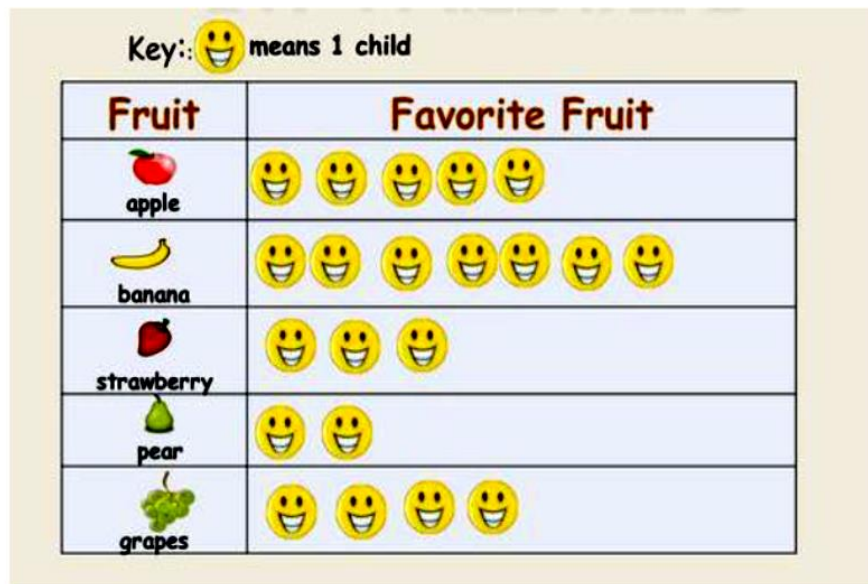 Key:: means 1 child
Fruit Favorite Fruit
apple
banana
strawberry
pear
grapes